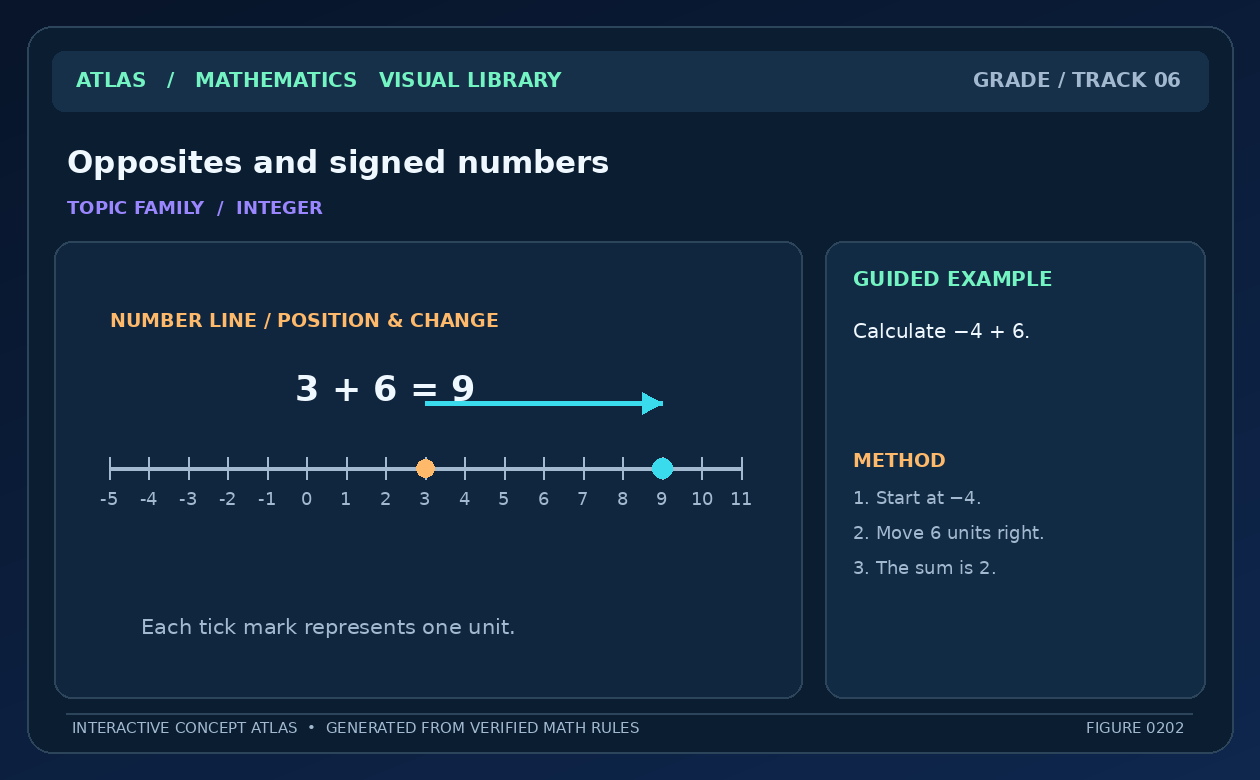 ATLAS / MATHEMATICS VISUAL LIBRARY
GRADE / TRACK 06
Opposites and signed numbers
TOPIC FAMILY / INTEGER
NUMBER LINE / POSITION & CHANGE
3 + 6 = 9
-5 -4 -3 -2 -1 0 1 2 3 4 5 6 7 8 9 10 11
Each tick mark represents one unit.
GUIDED EXAMPLE
Calculate −4 + 6.
METHOD
1. Start at −4.
2. Move 6 units right.
3. The sum is 2.
INTERACTIVE CONCEPT ATLAS • GENERATED FROM VERIFIED MATH RULES
FIGURE 0202